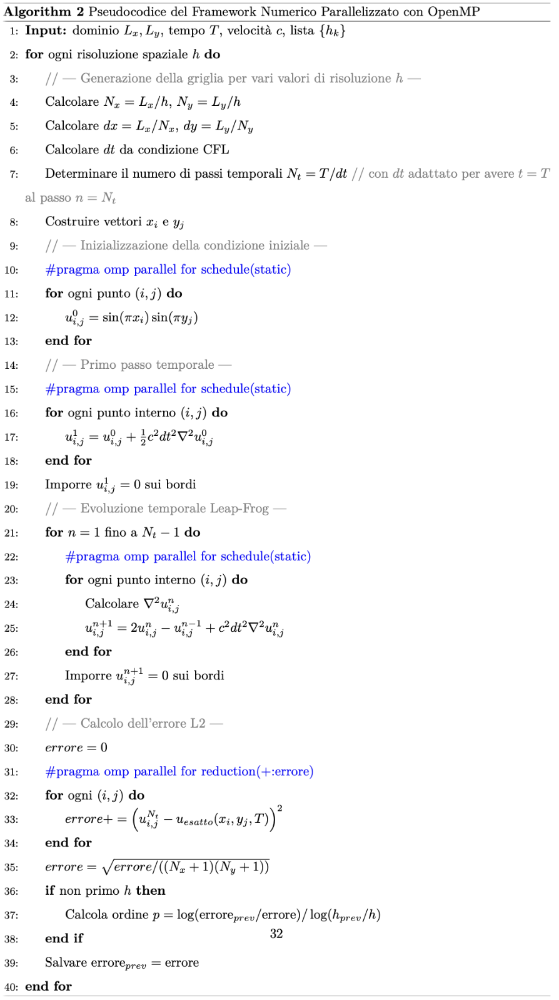 Algorithm 2 Pseudocodice del Framework Numerico Parallelizzato con OpenMP
1: Input: dominio $L_x, L_y$, tempo $T$, velocità $c$, lista $\{h_k\}$
2: for ogni risoluzione spaziale $h$ do
3: // — Generazione della griglia per vari valori di risoluzione $h$ —
4: Calcolare $N_x = L_x/h$, $N_y = L_y/h$
5: Calcolare $dx = L_x/N_x$, $dy = L_y/N_y$
6: Calcolare $dt$ da condizione CFL
7: Determinare il numero di passi temporali $N_t = T/dt$ // con $dt$ adattato per avere $t = T$
al passo $n = N_t$
8: Costruire vettori $x_i$ e $y_j$
9: // — Inizializzazione della condizione iniziale —
10: #pragma omp parallel for schedule(static)
11: for ogni punto $(i, j)$ do
12: $u^0_{i,j} = \sin(\pi x_i) \sin(\pi y_j)$
13: end for
14: // — Primo passo temporale —
15: #pragma omp parallel for schedule(static)
16: for ogni punto interno $(i, j)$ do
17: $u^1_{i,j} = u^0_{i,j} + \frac{1}{2}c^2dt^2\nabla^2u^0_{i,j}$
18: end for
19: Imporre $u^1_{i,j} = 0$ sui bordi
20: // — Evoluzione temporale Leap-Frog —
21: for $n = 1$ fino a $N_t - 1$ do
22: #pragma omp parallel for schedule(static)
23: for ogni punto interno $(i, j)$ do
24: Calcolare $\nabla^2u^n_{i,j}$
25: $u^{n+1}_{i,j} = 2u^n_{i,j} - u^{n-1}_{i,j} + c^2dt^2\nabla^2u^n_{i,j}$
26: end for
27: Imporre $u^{n+1}_{i,j} = 0$ sui bordi
28: end for
29: // — Calcolo dell'errore L2 —
30: $errore = 0$
31: #pragma omp parallel for reduction(+:errore)
32: for ogni $(i, j)$ do
33: $errore+ = \left(u^{N_t}_{i,j} - u_{esatto}(x_i, y_j, T)\right)^2$
34: end for
35: $errore = \sqrt{errore/((N_x + 1)(N_y + 1))}$
36: if non primo $h$ then
37: Calcola ordine $p = \log(\text{errore}_{prev}/\text{errore})/\log(h_{prev}/h)$
38: end if
32
39: Salvare $\text{errore}_{prev} = \text{errore}$
40: end for